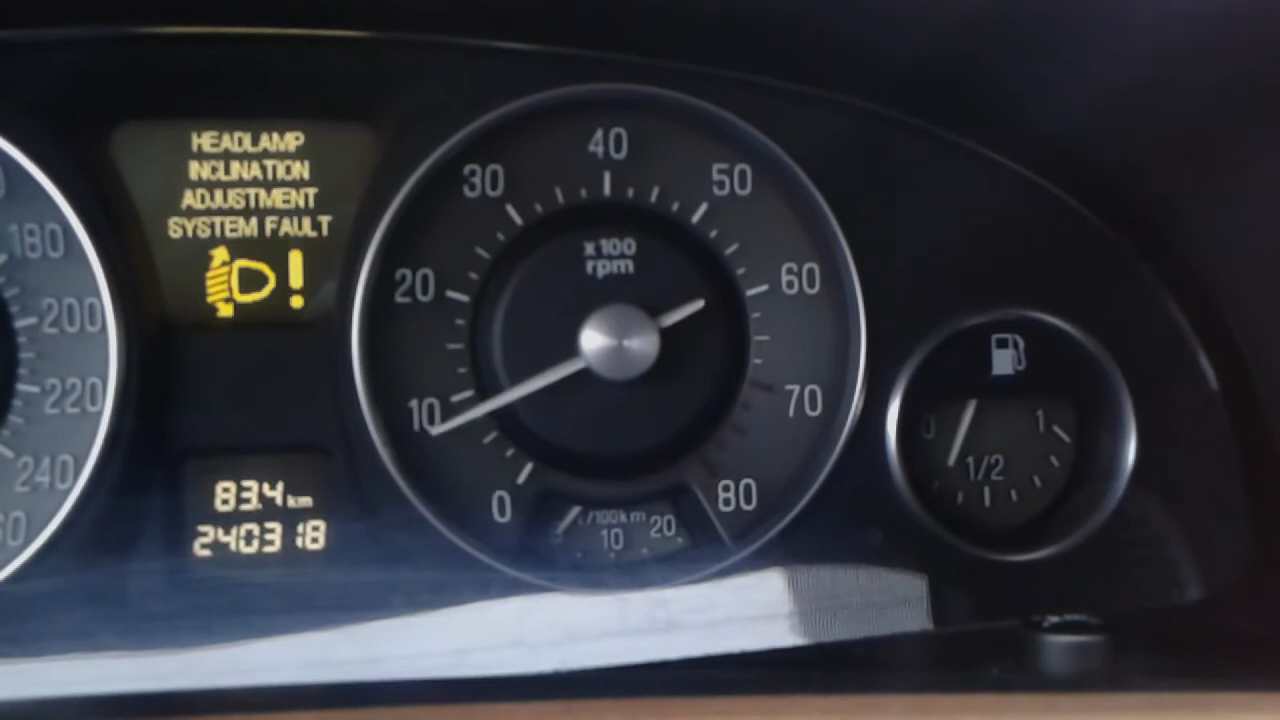 HEADLAMP
INCLINATION
ADJUSTMENT
SYSTEM FAULT
180
200
220
240
83.4 km
240318
0
10
20
30
40
50
60
70
80
x100
rpm
l/100km
10
20
0
1/2
1